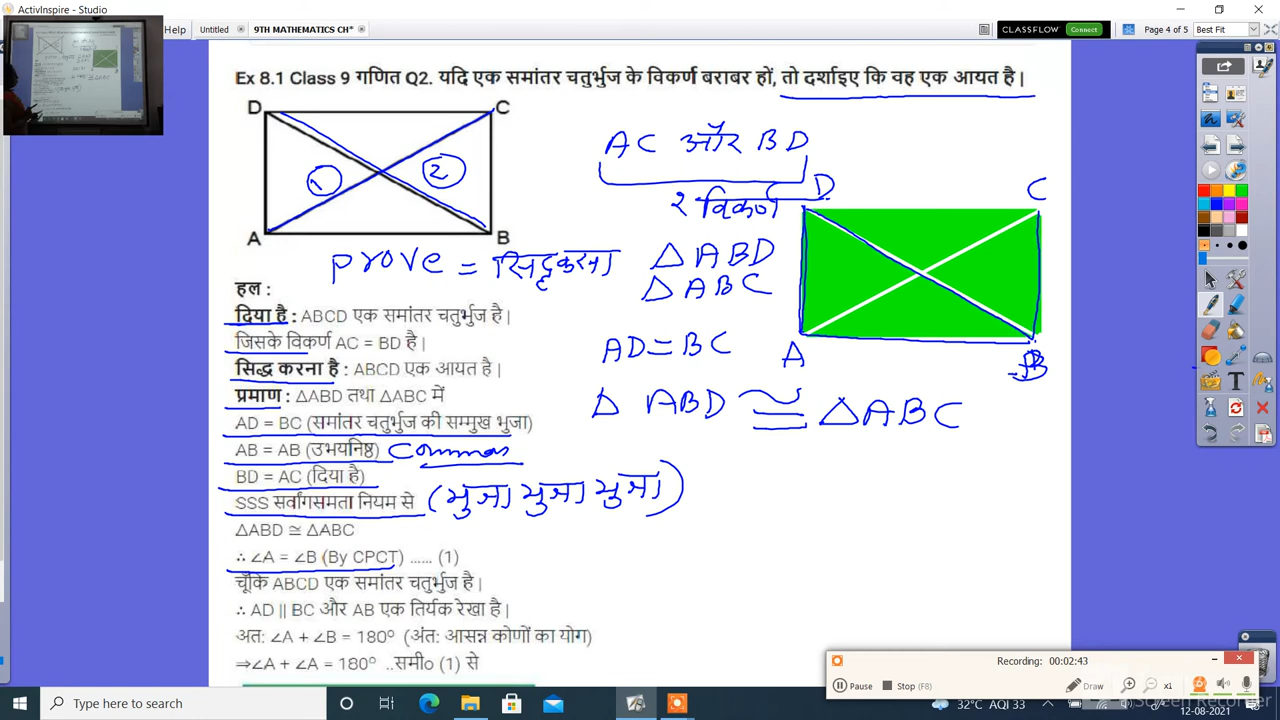 ActivInspire - Studio
Help
Untitled
9TH MATHEMATICS CH*
CLASSFLOW Connect
Page 4 of 5
Best Fit
Ex 8.1 Class 9 गणित Q2. यदि एक समांतर चतुर्भुज के विकर्ण बराबर हों, तो दर्शाइए कि वह एक आयत है।
D C
1 2
A B
AC और BD
२ विकर्ण
D C
A B
prove = सिद्ध करना
△ABD
△ABC
AD=BC
△ABD ≅ △ABC
हल :
दिया है : ABCD एक समांतर चतुर्भुज है।
जिसके विकर्ण AC = BD है।
सिद्ध करना है : ABCD एक आयत है।
प्रमाण : △ABD तथा △ABC में
AD = BC (समांतर चतुर्भुज की सम्मुख भुजा)
AB = AB (उभयनिष्ठ) Common
BD = AC (दिया है)
SSS सर्वांगसमता नियम से (भुजा भुजा भुजा)
△ABD ≅ △ABC
∴ ∠A = ∠B (By CPCT) ...... (1)
चूँकि ABCD एक समांतर चतुर्भुज है।
∴ AD || BC और AB एक तिर्यक रेखा है।
अत: ∠A + ∠B = 180° (अंत: आसन्न कोणों का योग)
⇒∠A + ∠A = 180° ..समी० (1) से
Recording: 00:02:43
Pause Stop (F8) Draw x1
Type here to search
32°C AQI 33
12-08-2021